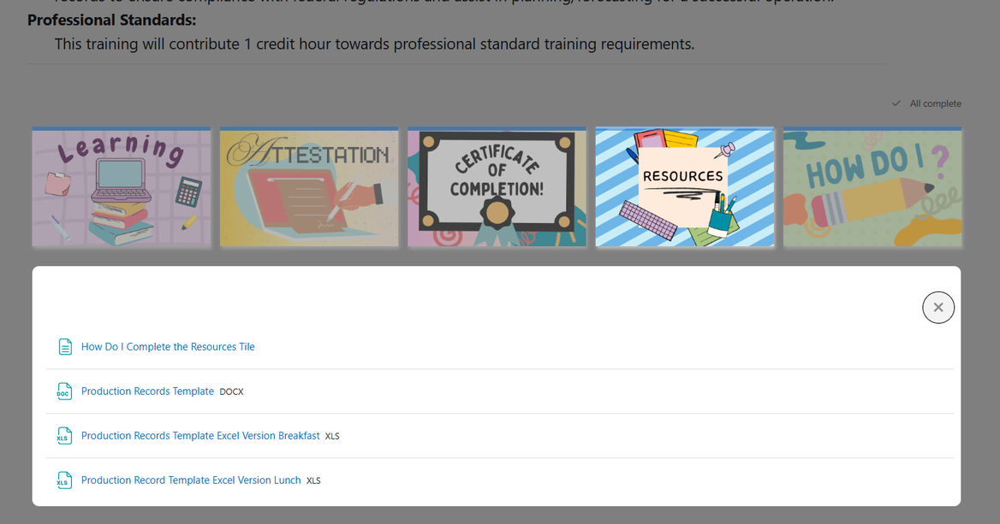 records to ensure compliance with federal regulations and assist in planning/forecasting for a successful operation.
Professional Standards:
This training will contribute 1 credit hour towards professional standard training requirements.
All complete
Learning
ATTESTATION
CERTIFICATE
OF
COMPLETION!
RESOURCES
HOW DO I ?
How Do I Complete the Resources Tile
DOC
Production Records Template DOCX
XLS
Production Records Template Excel Version Breakfast XLS
XLS
Production Record Template Excel Version Lunch XLS